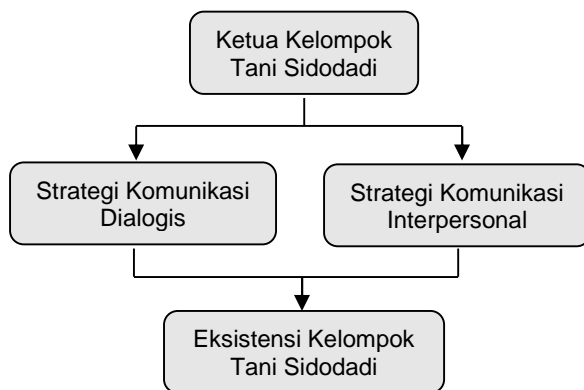 Ketua Kelompok
Tani Sidodadi
Strategi Komunikasi
Dialogis
Strategi Komunikasi
Interpersonal
Eksistensi Kelompok
Tani Sidodadi